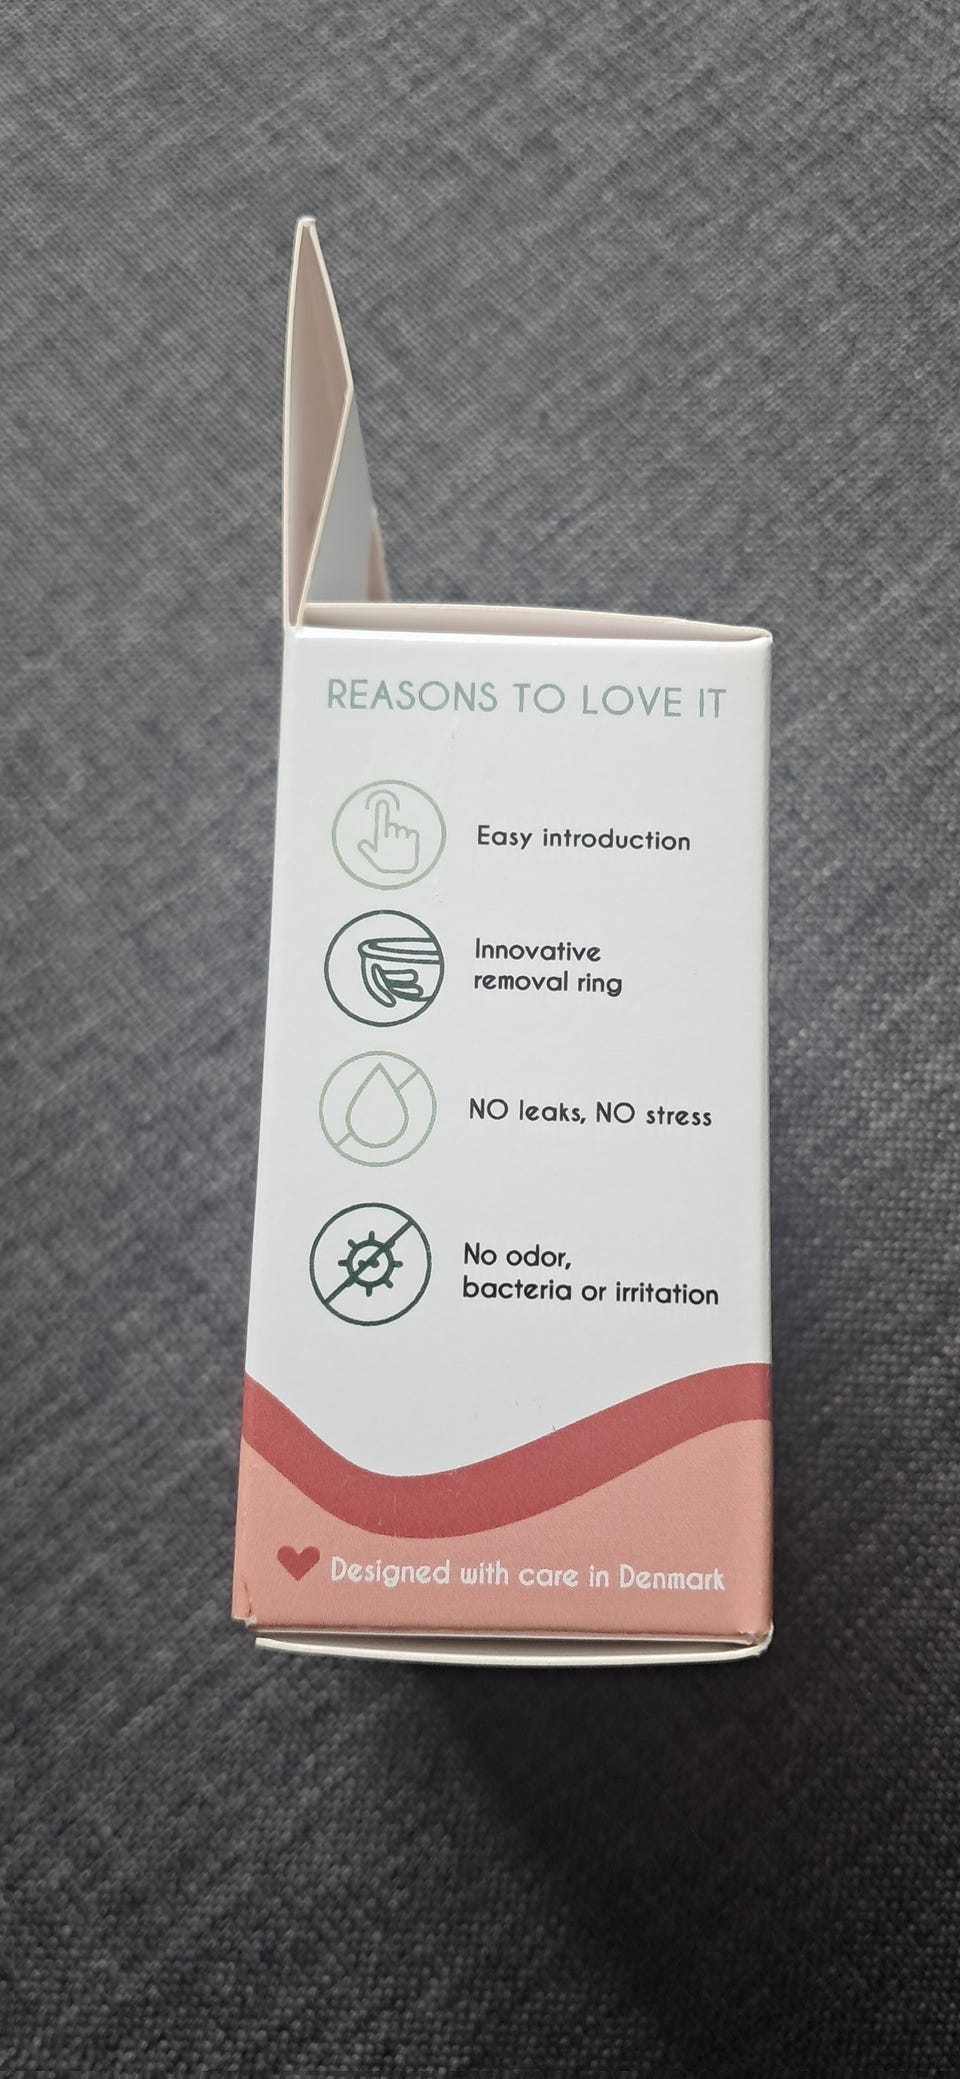 REASONS TO LOVE IT
Easy introduction
Innovative
removal ring
NO leaks, NO stress
No odor,
bacteria or irritation
Designed with care in Denmark